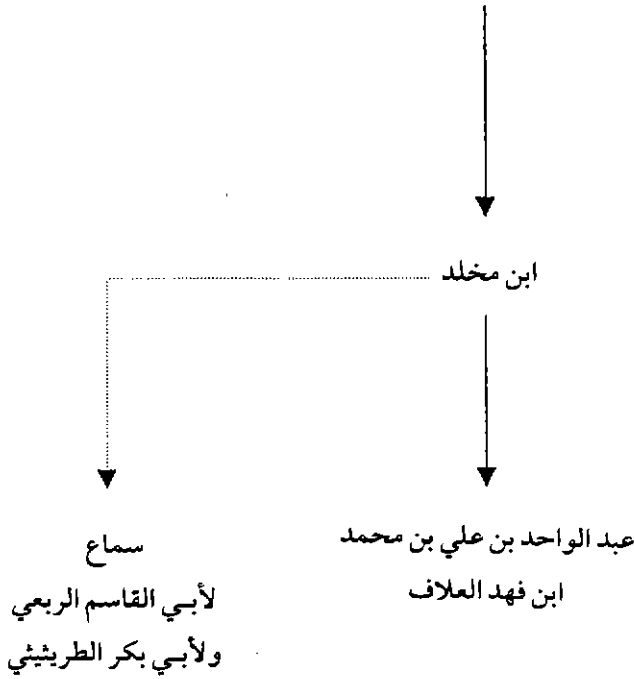 ابن مخلد
عبد الواحد بن علي بن محمد
ابن فهد العلاف
سماع
لأبي القاسم الربعي
ولأبي بكر الطريثيثي